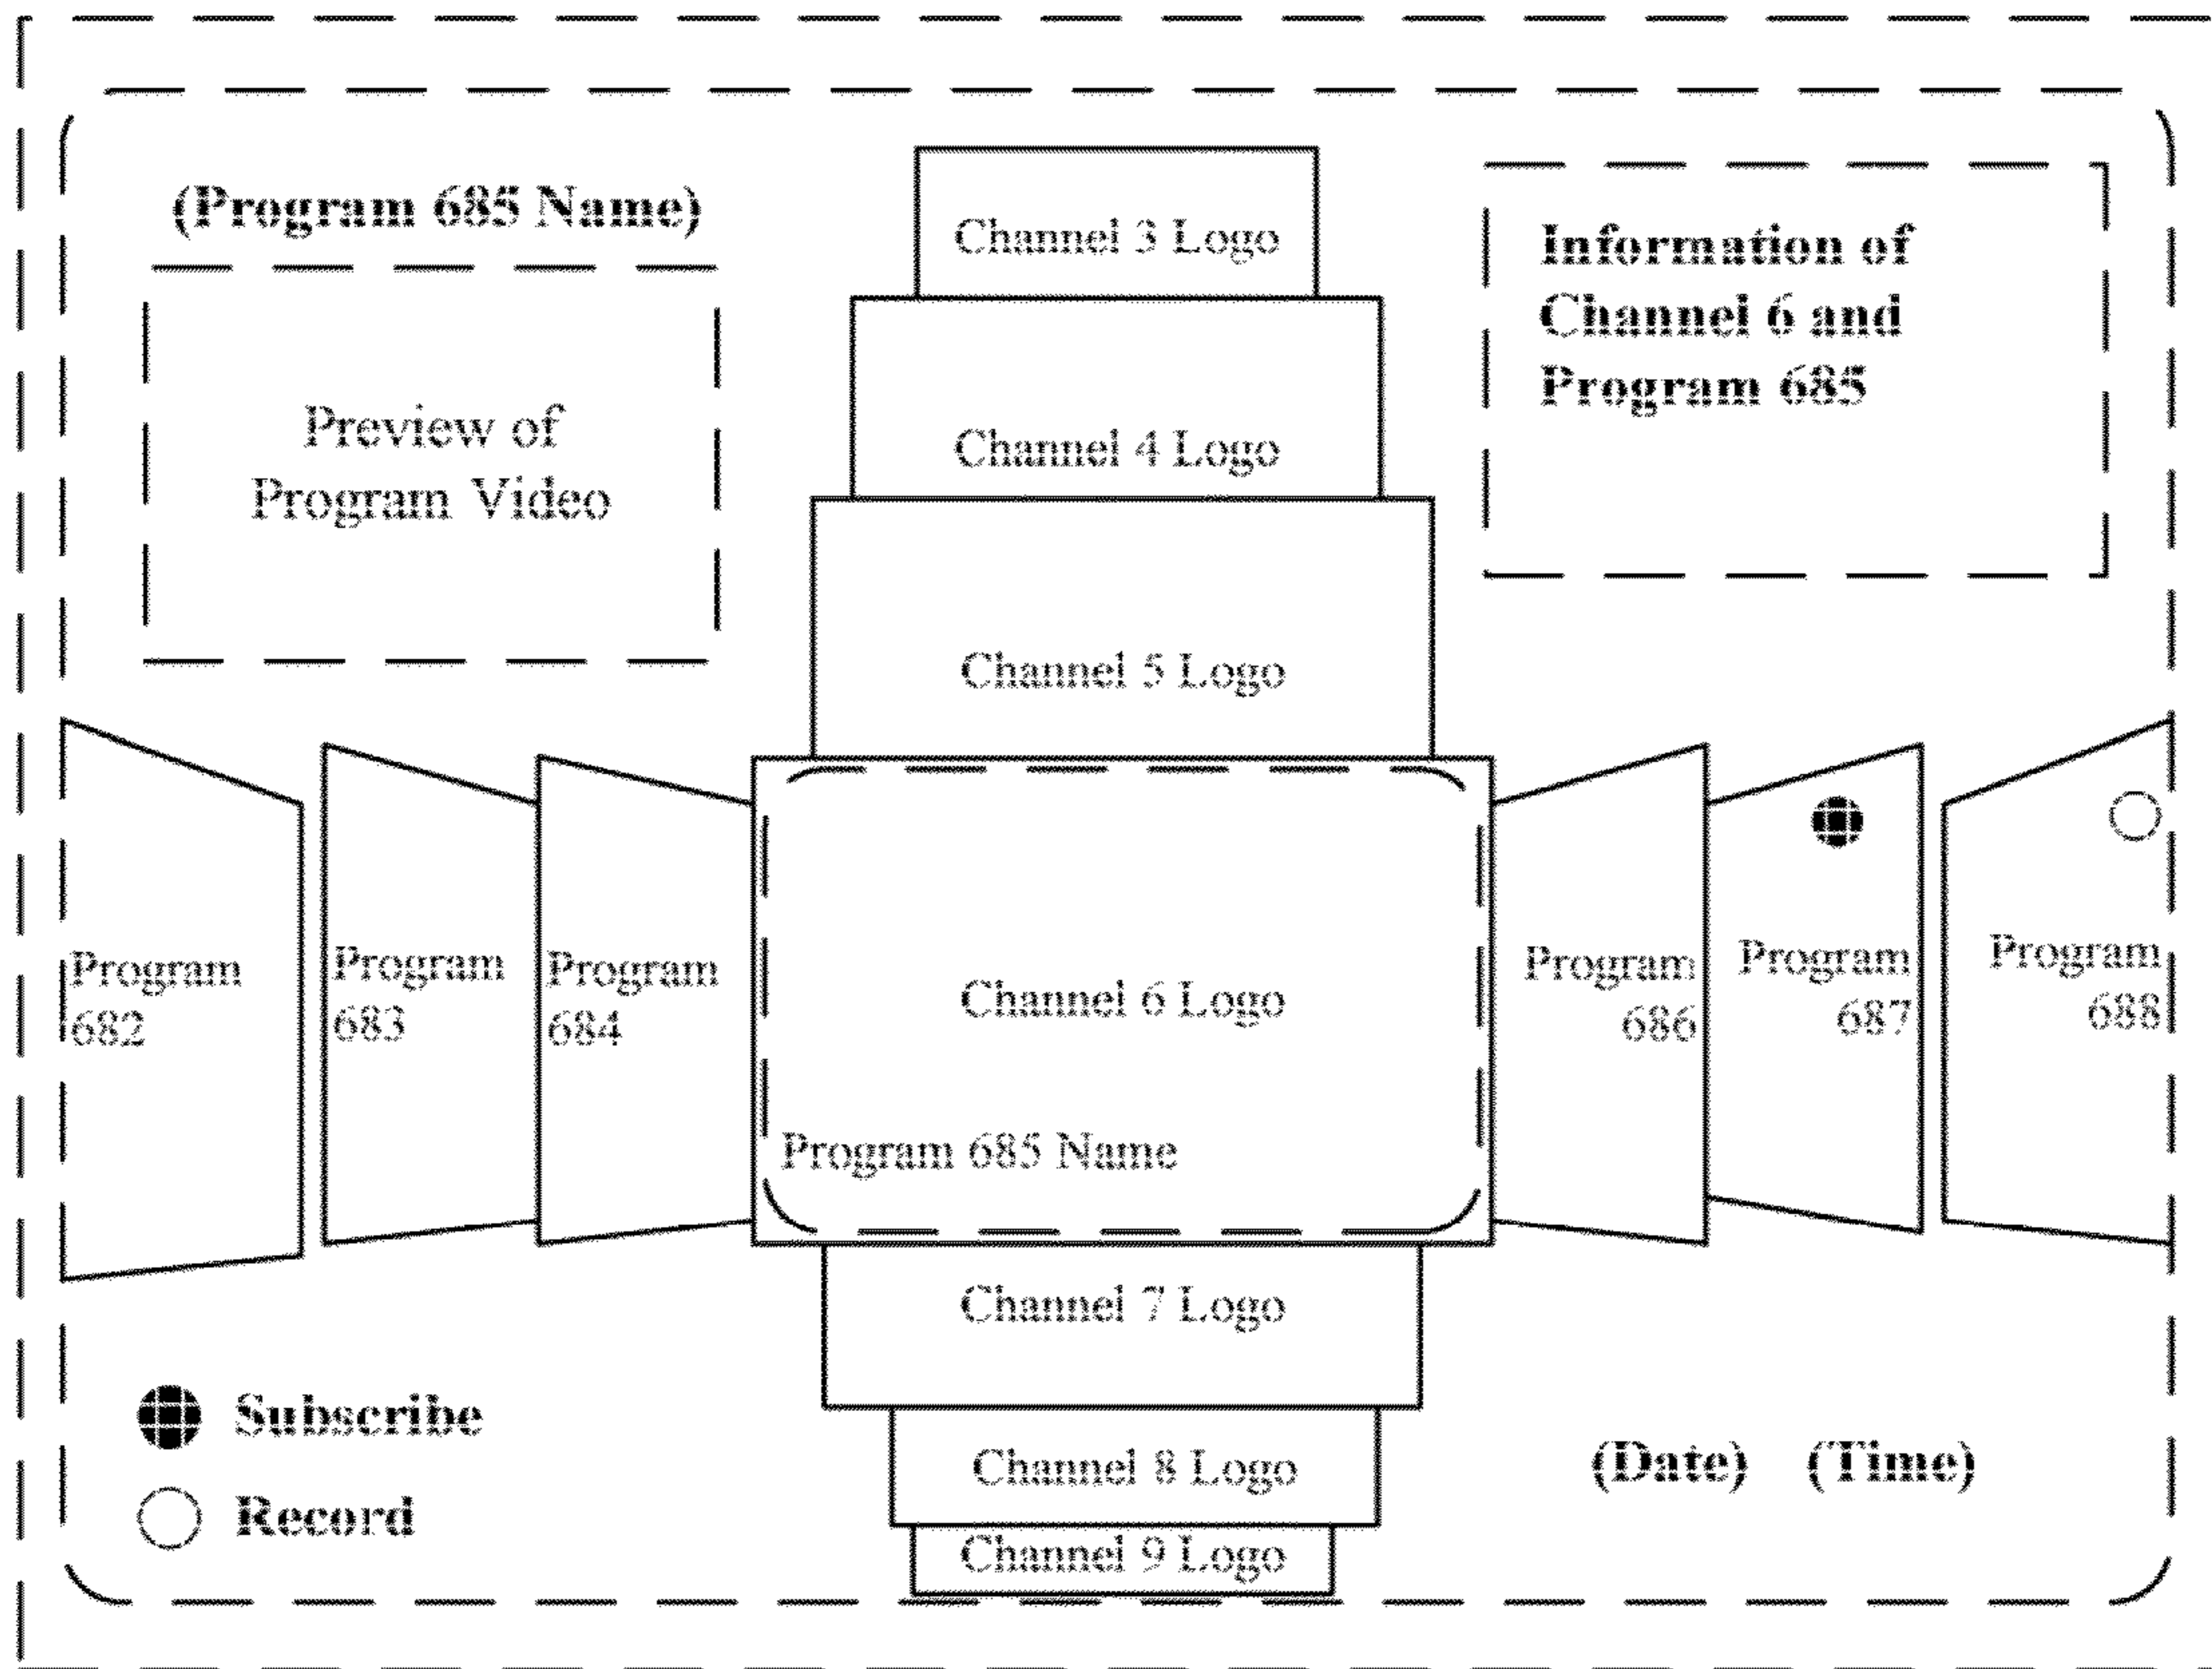 (Program 685 Name)
Preview of
Program Video
Channel 3 Logo
Channel 4 Logo
Channel 5 Logo
Information of
Channel 6 and
Program 685
Program
682
Program
683
Program
684
Channel 6 Logo
Program 685 Name
Program
686
Program
687
Program
688
Channel 7 Logo
Channel 8 Logo
Channel 9 Logo
Subscribe
Record
(Date) (Time)